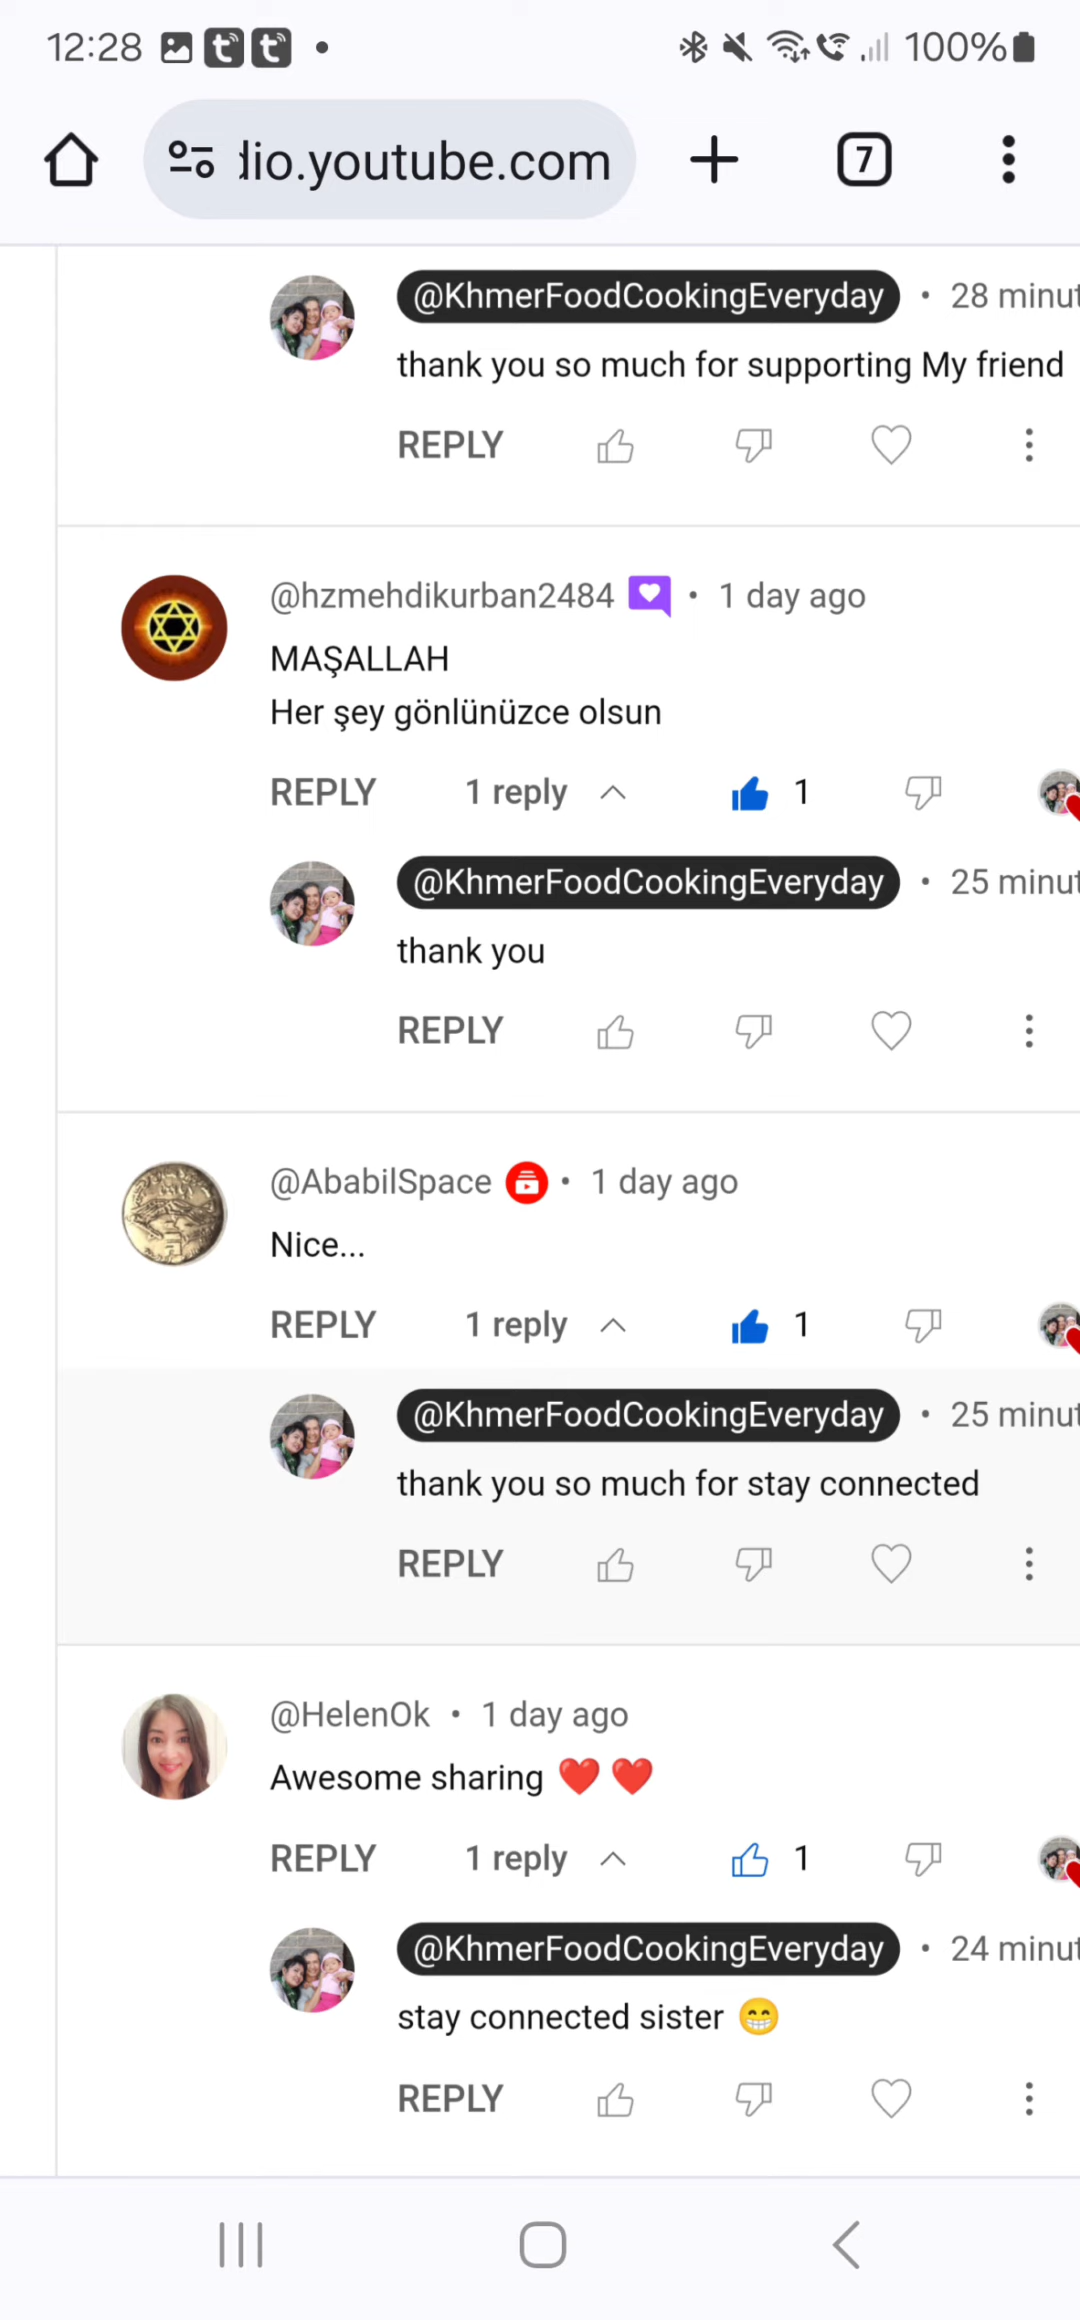 12:28
100%
dio.youtube.com
7
@KhmerFoodCookingEveryday • 28 minut
thank you so much for supporting My friend
REPLY
@hzmehdikurban2484 • 1 day ago
MAŞALLAH
Her şey gönlünüzce olsun
REPLY 1 reply 1
@KhmerFoodCookingEveryday • 25 minut
thank you
REPLY
@AbabilSpace • 1 day ago
Nice...
REPLY 1 reply 1
@KhmerFoodCookingEveryday • 25 minut
thank you so much for stay connected
REPLY
@HelenOk • 1 day ago
Awesome sharing ❤️ ❤️
REPLY 1 reply 1
@KhmerFoodCookingEveryday • 24 minut
stay connected sister 😁
REPLY